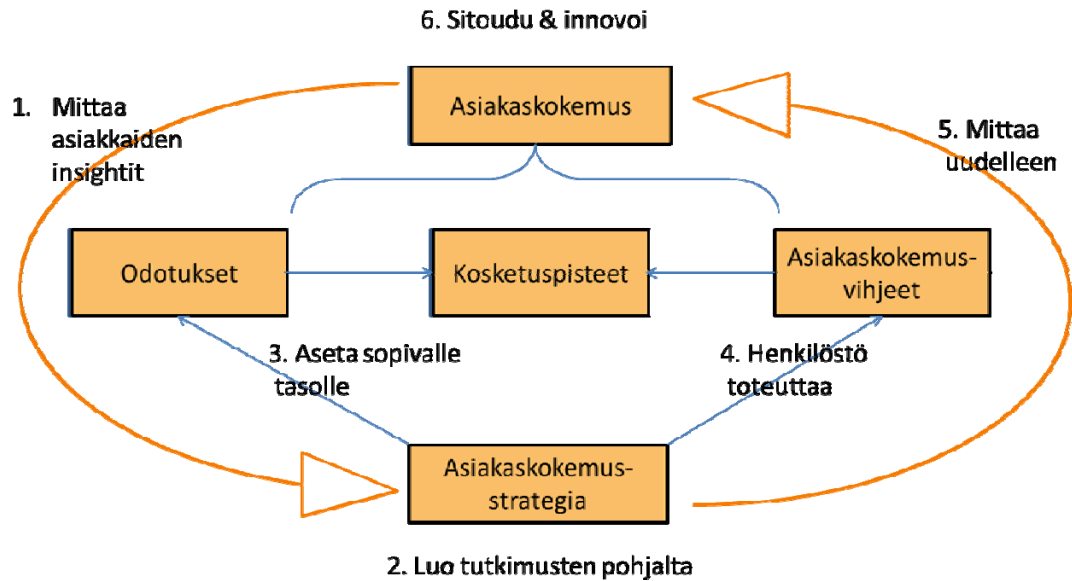 6. Sitoudu & innovoi
1. Mittaa
asiakkaiden
insightit
Asiakaskokemus
5. Mittaa
uudelleen
Odotukset
Kosketuspisteet
Asiakaskokemus-
vihjeet
3. Aseta sopivalle
tasolle
4. Henkilöstö
toteuttaa
Asiakaskokemus-
strategia
2. Luo tutkimusten pohjalta